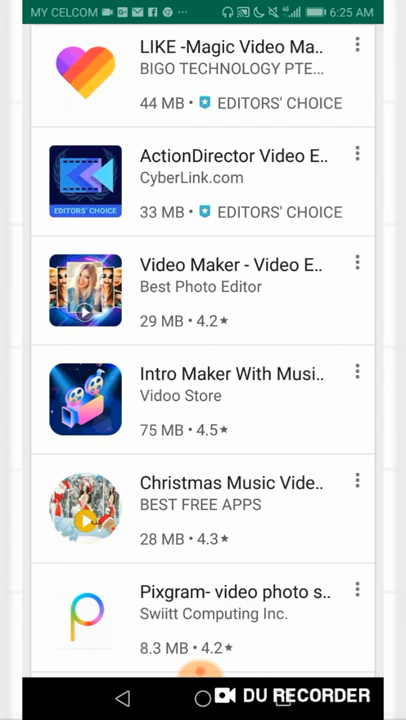 MY CELCOM ... 6:25 AM
LIKE -Magic Video Ma..
BIGO TECHNOLOGY PTE...
44 MB • EDITORS' CHOICE
ActionDirector Video E..
CyberLink.com
EDITORS' CHOICE
33 MB • EDITORS' CHOICE
Video Maker - Video E..
Best Photo Editor
29 MB • 4.2★
Intro Maker With Musi..
Vidoo Store
75 MB • 4.5★
Christmas Music Vide..
BEST FREE APPS
28 MB • 4.3★
Pixgram- video photo s..
Swiitt Computing Inc.
8.3 MB • 4.2★
DU RECORDER